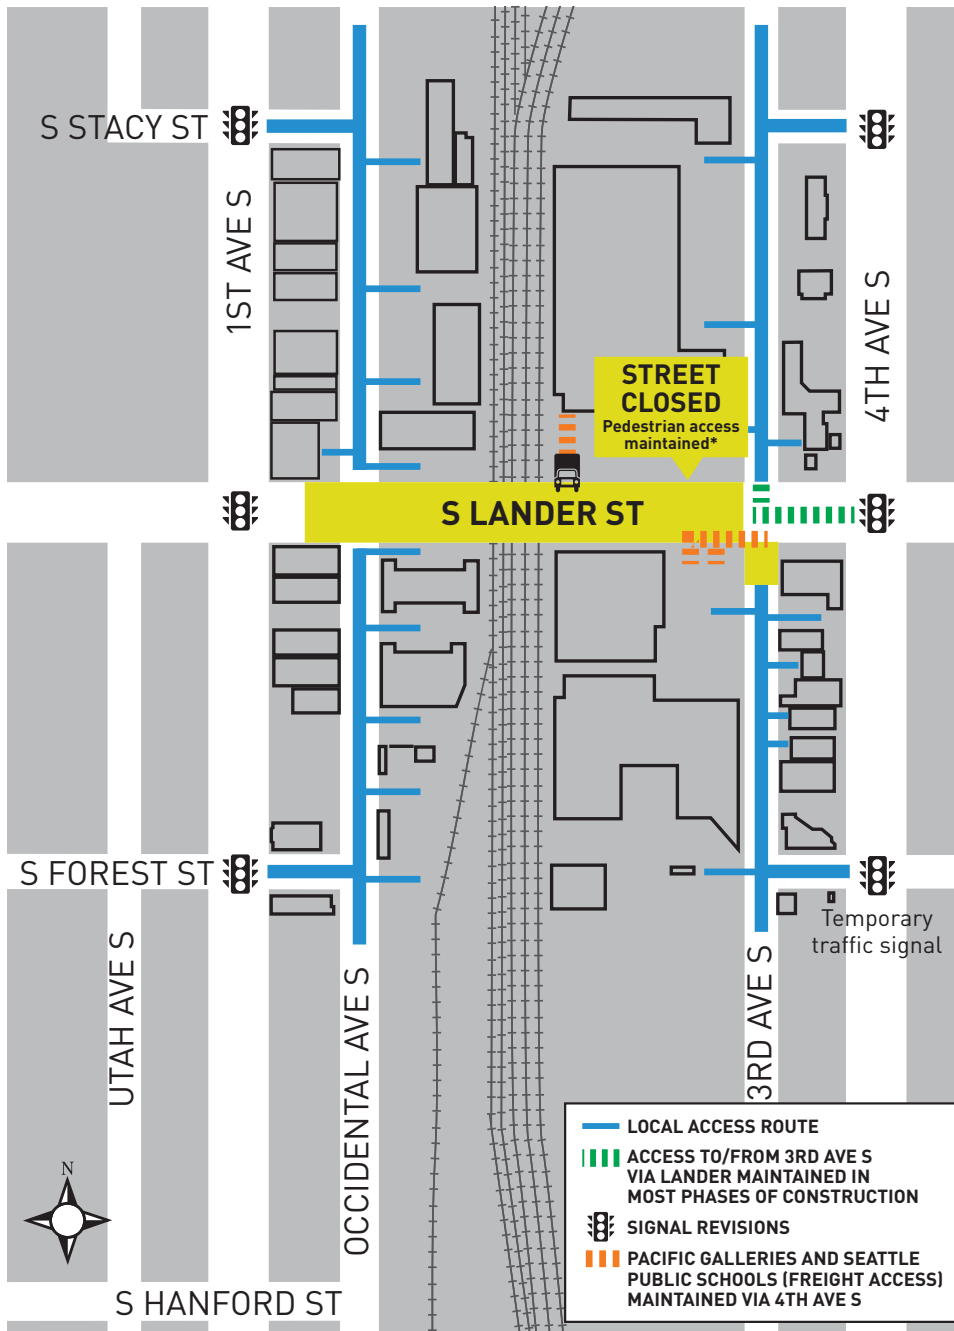 S STACY ST
1ST AVE S
4TH AVE S
STREET
CLOSED
Pedestrian access
maintained*
S LANDER ST
S FOREST ST
Temporary
traffic signal
UTAH AVE S
OCCIDENTAL AVE S
3RD AVE S
N
S HANFORD ST
LOCAL ACCESS ROUTE
ACCESS TO/FROM 3RD AVE S
VIA LANDER MAINTAINED IN
MOST PHASES OF CONSTRUCTION
SIGNAL REVISIONS
PACIFIC GALLERIES AND SEATTLE
PUBLIC SCHOOLS (FREIGHT ACCESS)
MAINTAINED VIA 4TH AVE S